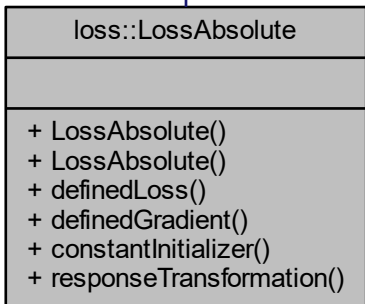 loss::LossAbsolute
+ LossAbsolute()
+ LossAbsolute()
+ definedLoss()
+ definedGradient()
+ constantInitializer()
+ responseTransformation()